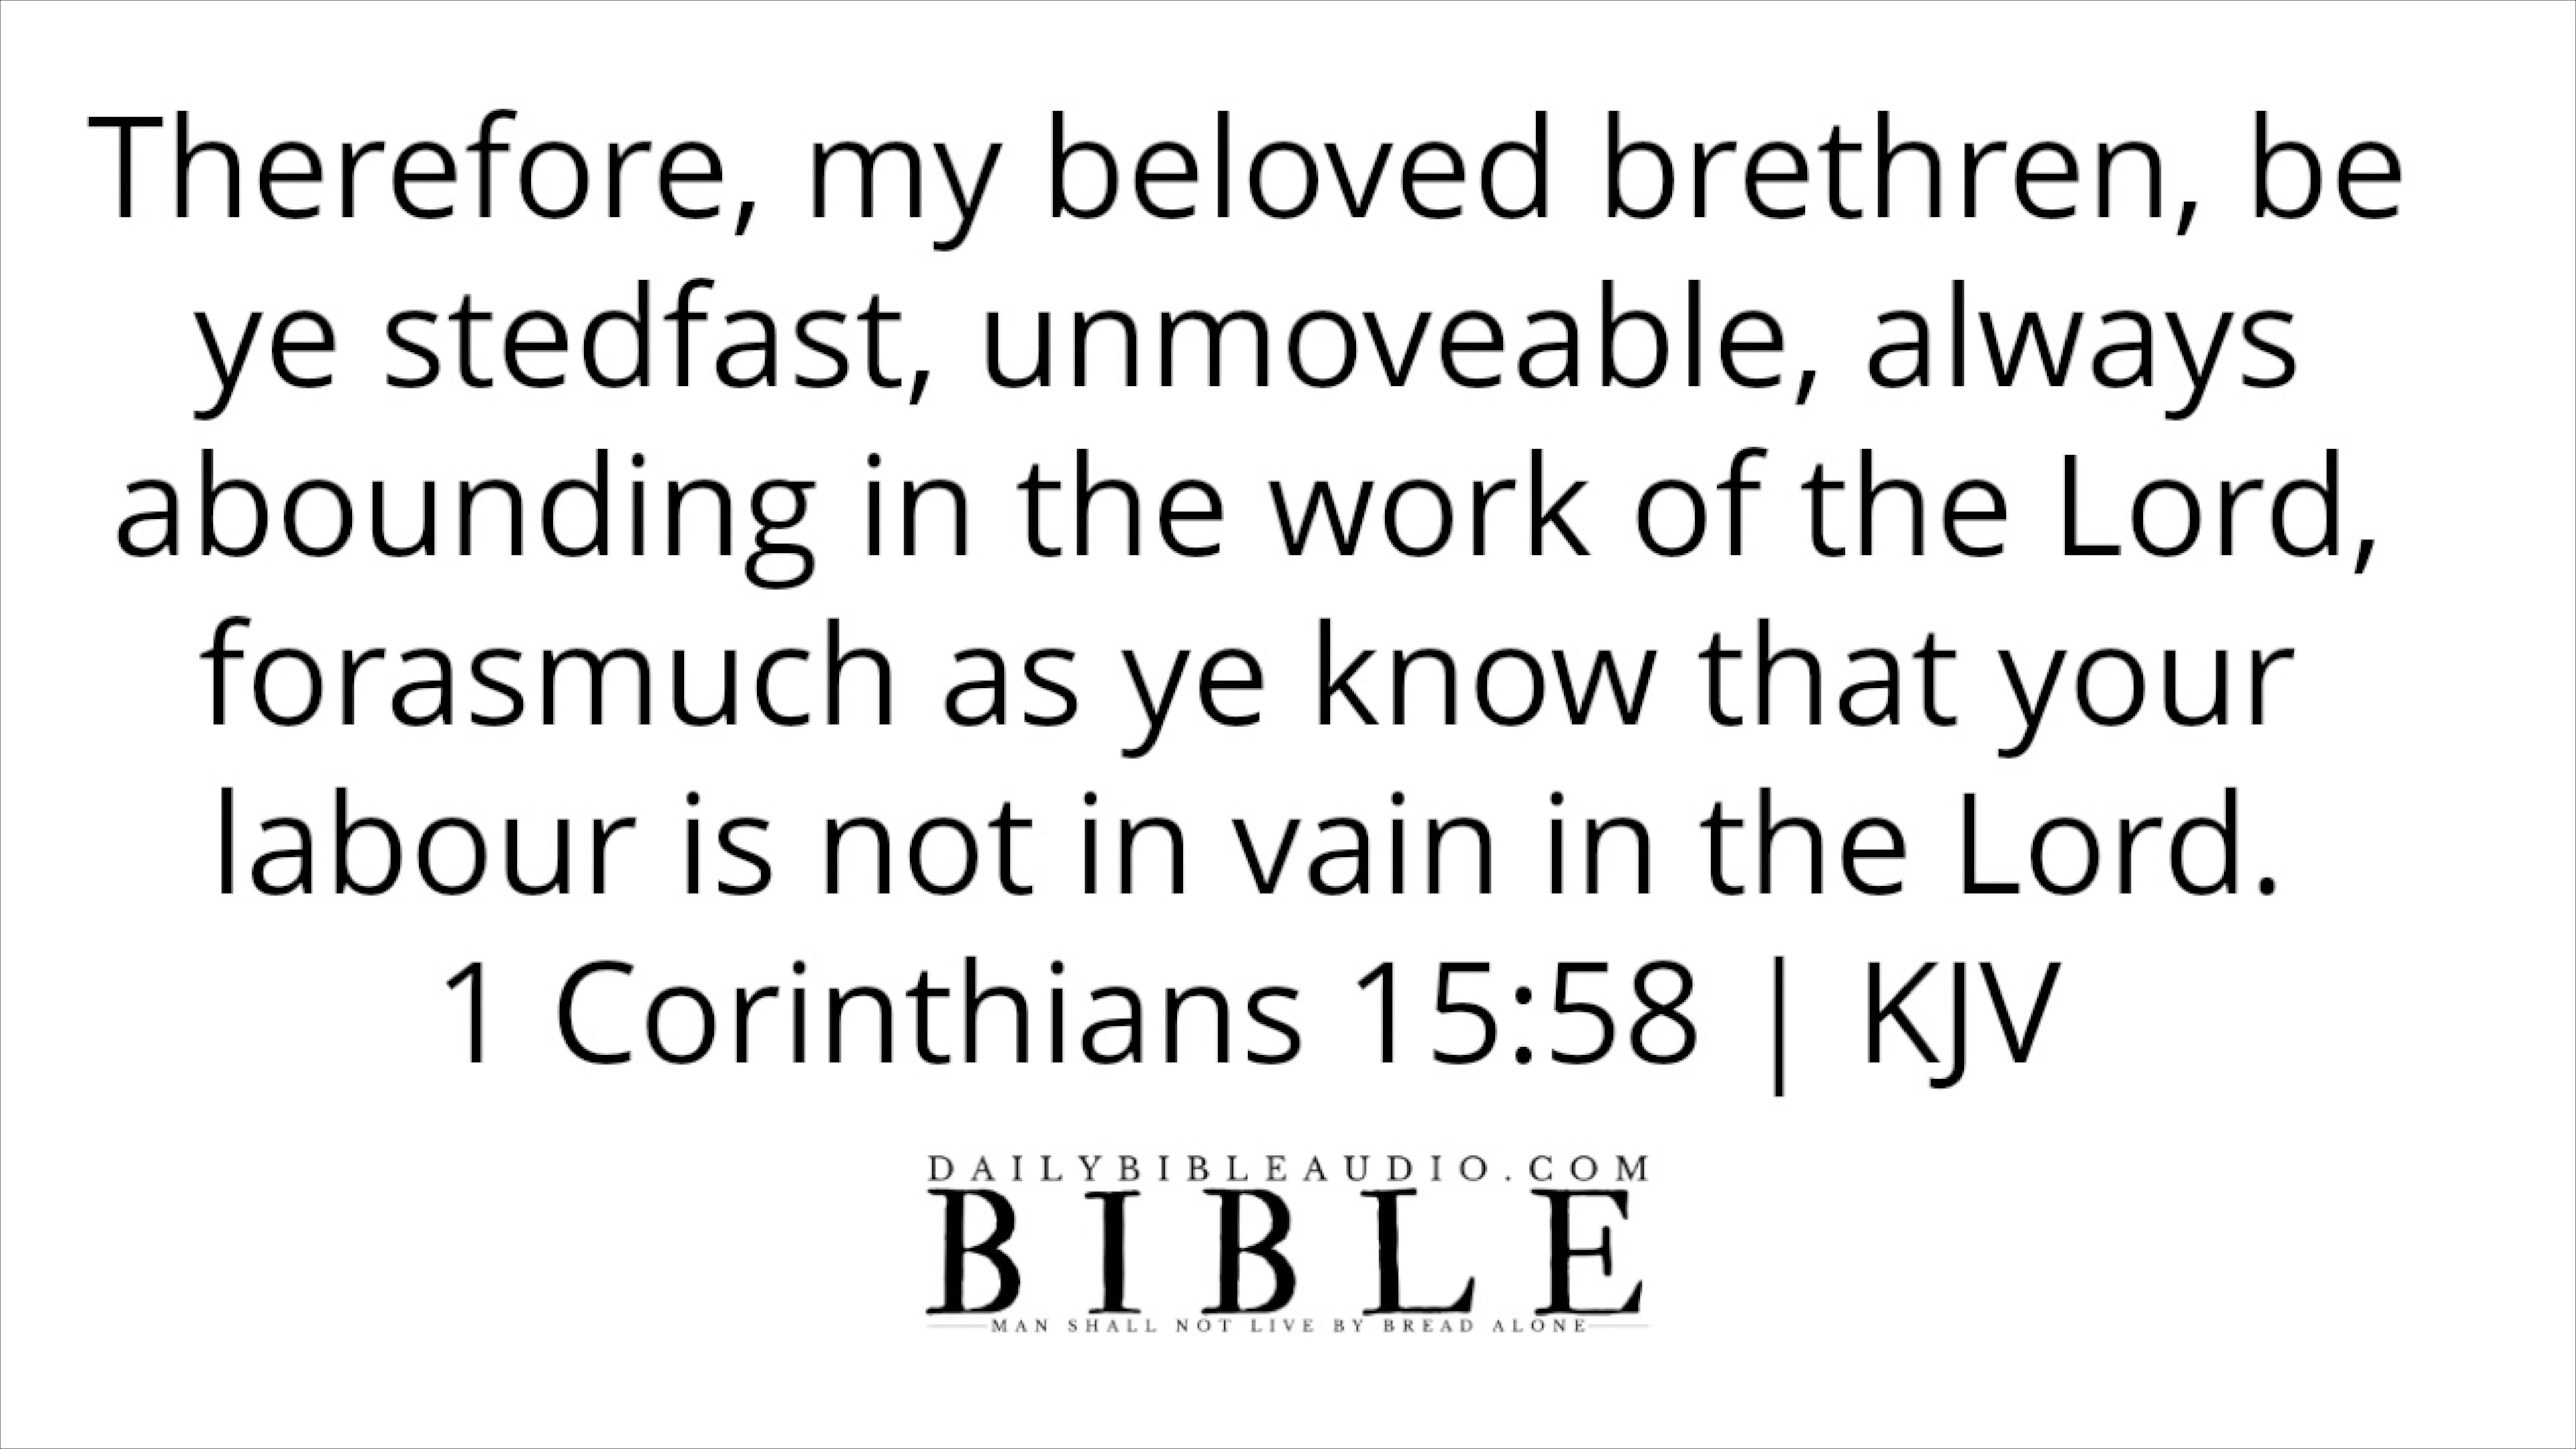 Therefore, my beloved brethren, be
ye stedfast, unmoveable, always
abounding in the work of the Lord,
forasmuch as ye know that your
labour is not in vain in the Lord.
1 Corinthians 15:58 | KJV
DAILYBIBLEAUDIO.COM
BIBLE
MAN SHALL NOT LIVE BY BREAD ALONE